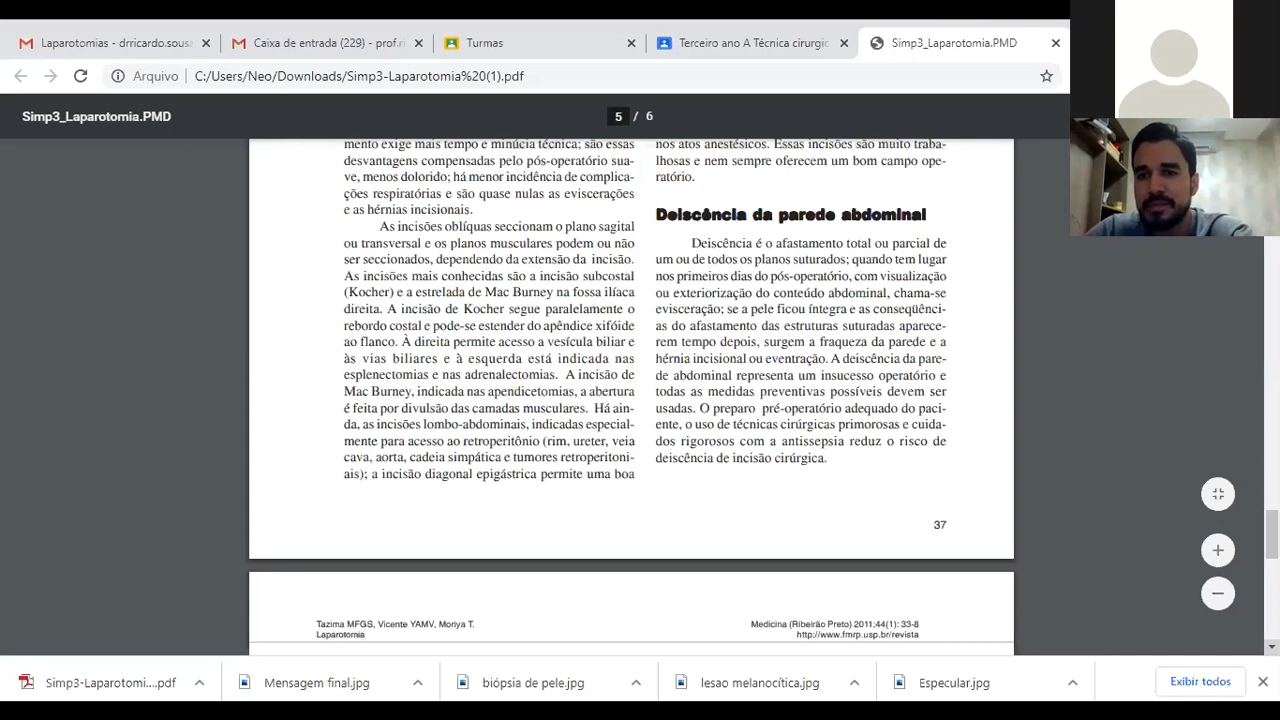 Laparotomias - drricardo.sousa
Caixa de entrada (229) - prof.ri
Turmas
Terceiro ano A Técnica cirurgic
Simp3_Laparotomia.PMD
Arquivo
C:/Users/Neo/Downloads/Simp3-Laparotomia%20(1).pdf
Simp3_Laparotomia.PMD
5 / 6
mento exige mais tempo e minúcia técnica; são essas
desvantagens compensadas pelo pós-operatório sua-
ve, menos dolorido; há menor incidência de complica-
ções respiratórias e são quase nulas as eviscerações
e as hérnias incisionais.
As incisões oblíquas seccionam o plano sagital
ou transversal e os planos musculares podem ou não
ser seccionados, dependendo da extensão da incisão.
As incisões mais conhecidas são a incisão subcostal
(Kocher) e a estrelada de Mac Burney na fossa ilíaca
direita. A incisão de Kocher segue paralelamente o
rebordo costal e pode-se estender do apêndice xifóide
ao flanco. À direita permite acesso a vesícula biliar e
às vias biliares e à esquerda está indicada nas
esplenectomias e nas adrenalectomias. A incisão de
Mac Burney, indicada nas apendicetomias, a abertura
é feita por divulsão das camadas musculares. Há ain-
da, as incisões lombo-abdominais, indicadas especial-
mente para acesso ao retroperitônio (rim, ureter, veia
cava, aorta, cadeia simpática e tumores retroperitoni-
ais); a incisão diagonal epigástrica permite uma boa
nos atos anestésicos. Essas incisões são muito traba-
lhosas e nem sempre oferecem um bom campo ope-
ratório.
Deiscência da parede abdominal
Deiscência é o afastamento total ou parcial de
um ou de todos os planos suturados; quando tem lugar
nos primeiros dias do pós-operatório, com visualização
ou exteriorização do conteúdo abdominal, chama-se
evisceração; se a pele ficou íntegra e as conseqüênci-
as do afastamento das estruturas suturadas aparece-
rem tempo depois, surgem a fraqueza da parede e a
hérnia incisional ou eventração. A deiscência da pare-
de abdominal representa um insucesso operatório e
todas as medidas preventivas possíveis devem ser
usadas. O preparo pré-operatório adequado do paci-
ente, o uso de técnicas cirúrgicas primorosas e cuida-
dos rigorosos com a antissepsia reduz o risco de
deiscência de incisão cirúrgica.
37
Tazima MFGS, Vicente YAMV, Moriya T.
Laparotomia
Medicina (Ribeirão Preto) 2011;44(1): 33-8
http://www.fmrp.usp.br/revista
Simp3-Laparotomi....pdf
Mensagem final.jpg
biópsia de pele.jpg
lesao melanocítica.jpg
Especular.jpg
Exibir todos